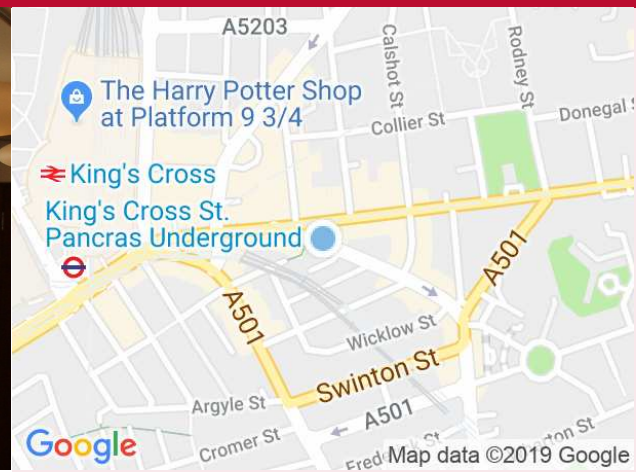 A5203
Calshot St
Rodney St
The Harry Potter Shop
at Platform 9 3/4
Collier St
Donegal
King's Cross
King's Cross St.
Pancras Underground
A501
A501
Wicklow St
Swinton St
Argyle St
A501
Cromer St
Google
Map data ©2019 Google